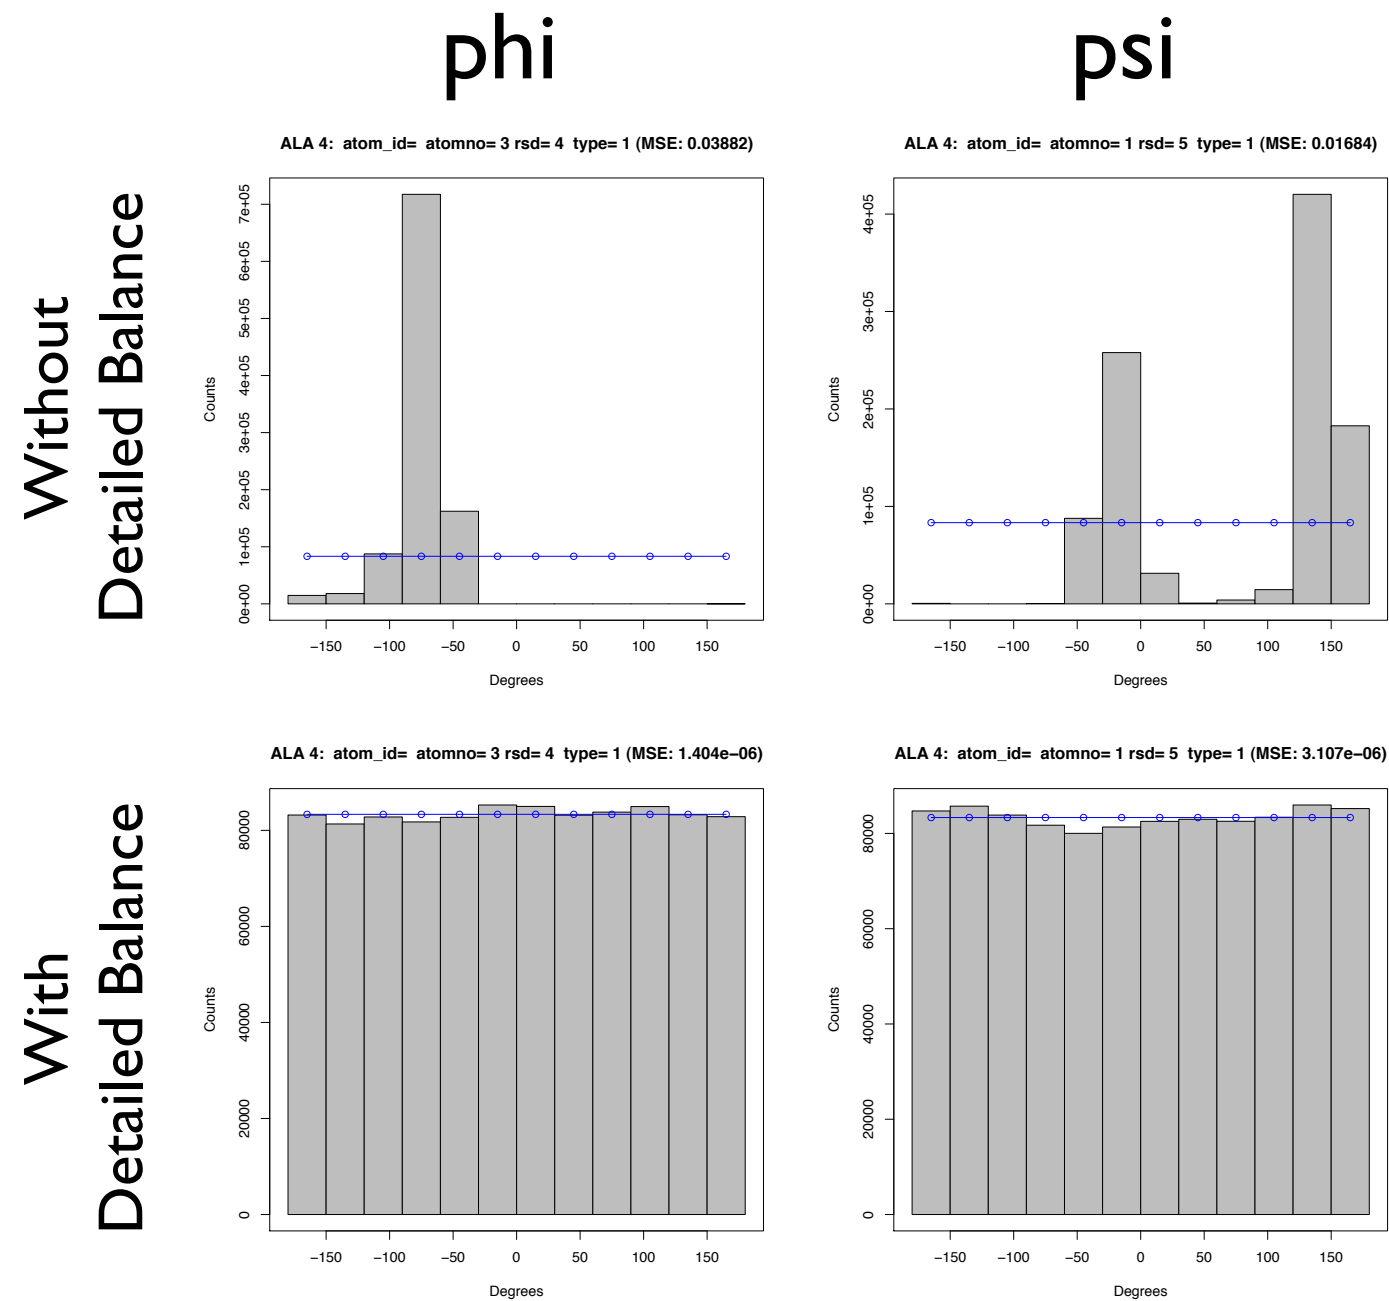 phi
psi
Without
Detailed Balance
ALA 4: atom_id= atomno= 3 rsd= 4 type= 1 (MSE: 0.03882)
Counts
7e+05
6e+05
5e+05
4e+05
3e+05
2e+05
1e+05
0e+00
−150 −100 −50 0 50 100 150
Degrees
ALA 4: atom_id= atomno= 1 rsd= 5 type= 1 (MSE: 0.01684)
Counts
4e+05
3e+05
2e+05
1e+05
0e+00
−150 −100 −50 0 50 100 150
Degrees
With
Detailed Balance
ALA 4: atom_id= atomno= 3 rsd= 4 type= 1 (MSE: 1.404e−06)
Counts
80000
60000
40000
20000
0
−150 −100 −50 0 50 100 150
Degrees
ALA 4: atom_id= atomno= 1 rsd= 5 type= 1 (MSE: 3.107e−06)
Counts
80000
60000
40000
20000
0
−150 −100 −50 0 50 100 150
Degrees